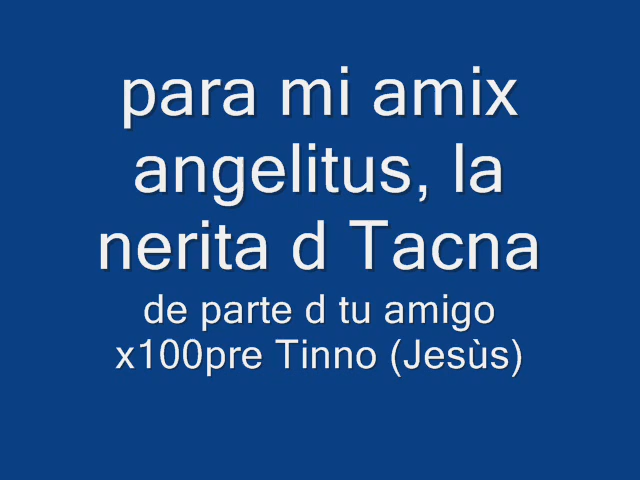 para mi amix
angelitus, la
nerita d Tacna
de parte d tu amigo
x100pre Tinno (Jesùs)